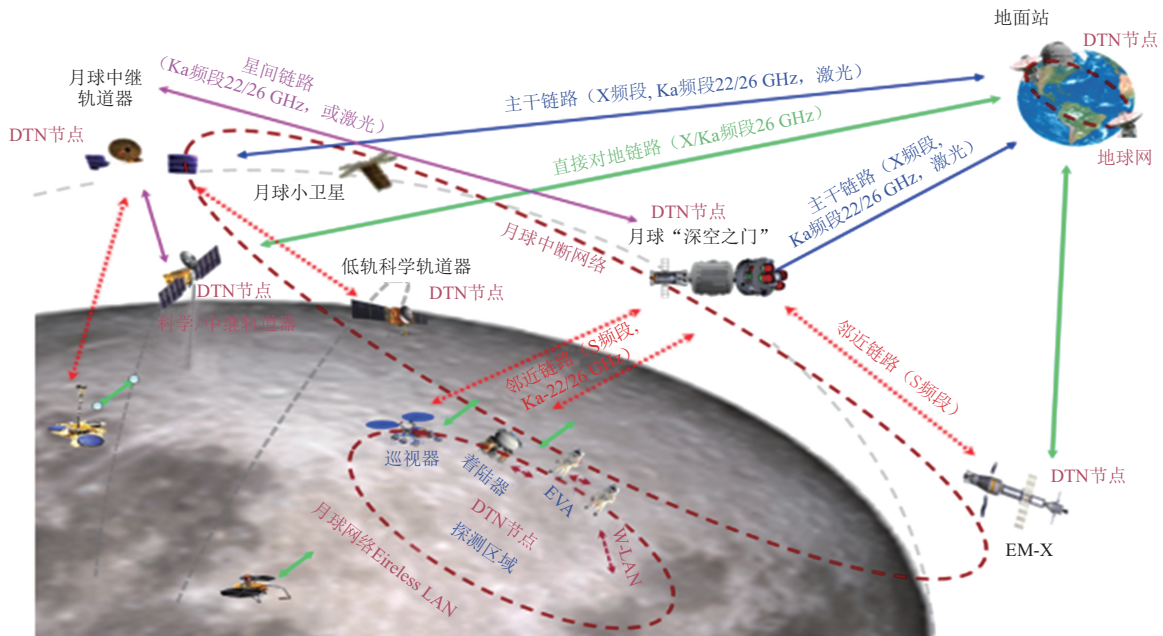 地面站
DTN节点
地球网
月球中继
轨道器
DTN节点
星间链路
(Ka频段22/26 GHz，或激光)
主干链路（X频段, Ka频段22/26 GHz，激光）
直接对地链路（X/Ka频段26 GHz）
主干链路（X频段,
Ka频段22/26 GHz，激光）
月球小卫星
月球中断网络
DTN节点
月球“深空之门”
低轨科学轨道器
DTN节点
DTN节点
科学/中继轨道器
邻近链路（S频段,
Ka-22/26 GHz)
邻近链路（S频段）
DTN节点
EM-X
巡视器
着陆器
EVA
DTN节点
探测区域
W-LAN
月球网络Eireless LAN